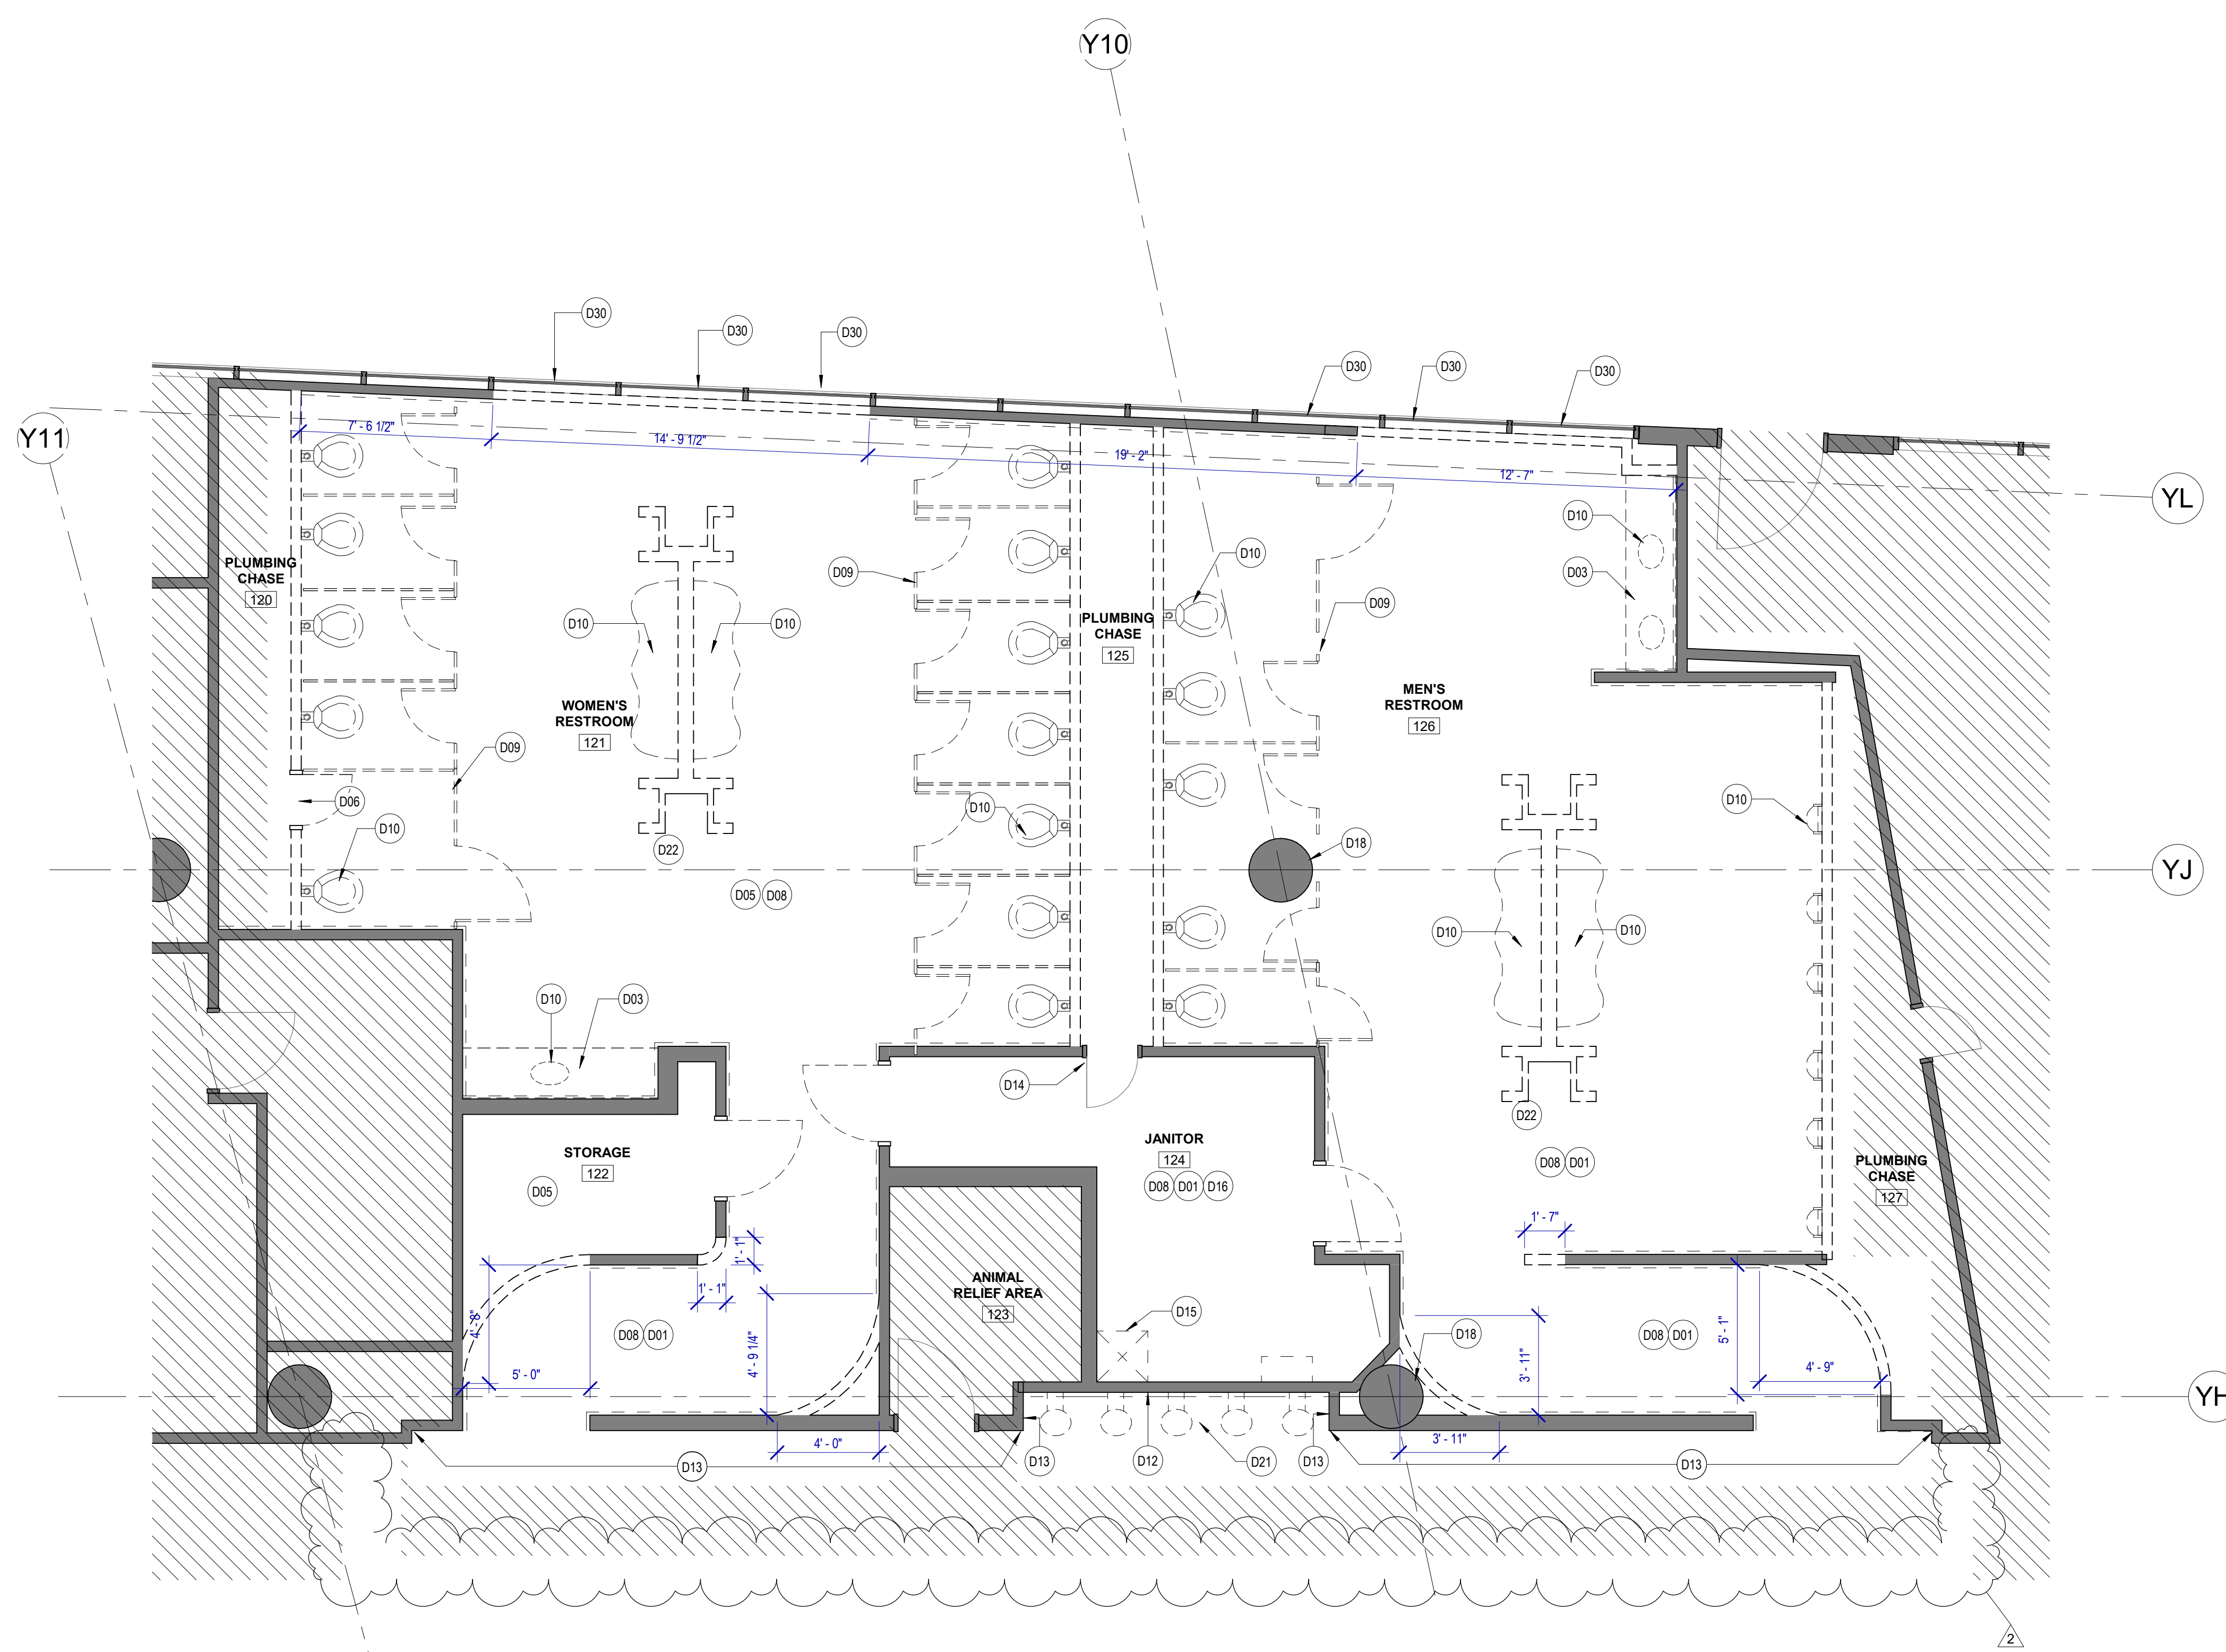 Y10
D30
D30
D30
D30
D30
D30
Y11
7' - 6 1/2"
14' - 9 1/2"
19' - 2"
12' - 7"
YL
D10
D10
D09
D03
PLUMBING
CHASE
120
D09
D10
D10
PLUMBING
CHASE
125
WOMEN'S
RESTROOM
121
MEN'S
RESTROOM
126
D09
D06
D10
D10
D10
D22
D18
YJ
D05
D08
D10
D10
D10
D03
D14
D22
STORAGE
122
D05
JANITOR
124
D08
D01
D16
D08
D01
PLUMBING
CHASE
127
1' - 7"
1' - 1"
1' - 1"
ANIMAL
RELIEF AREA
123
D15
4' - 8"
D08
D01
4' - 9 1/4"
D18
3' - 11"
D08
D01
5' - 1"
5' - 0"
4' - 9"
YH
4' - 0"
3' - 11"
D13
D13
D12
D21
D13
D13
2